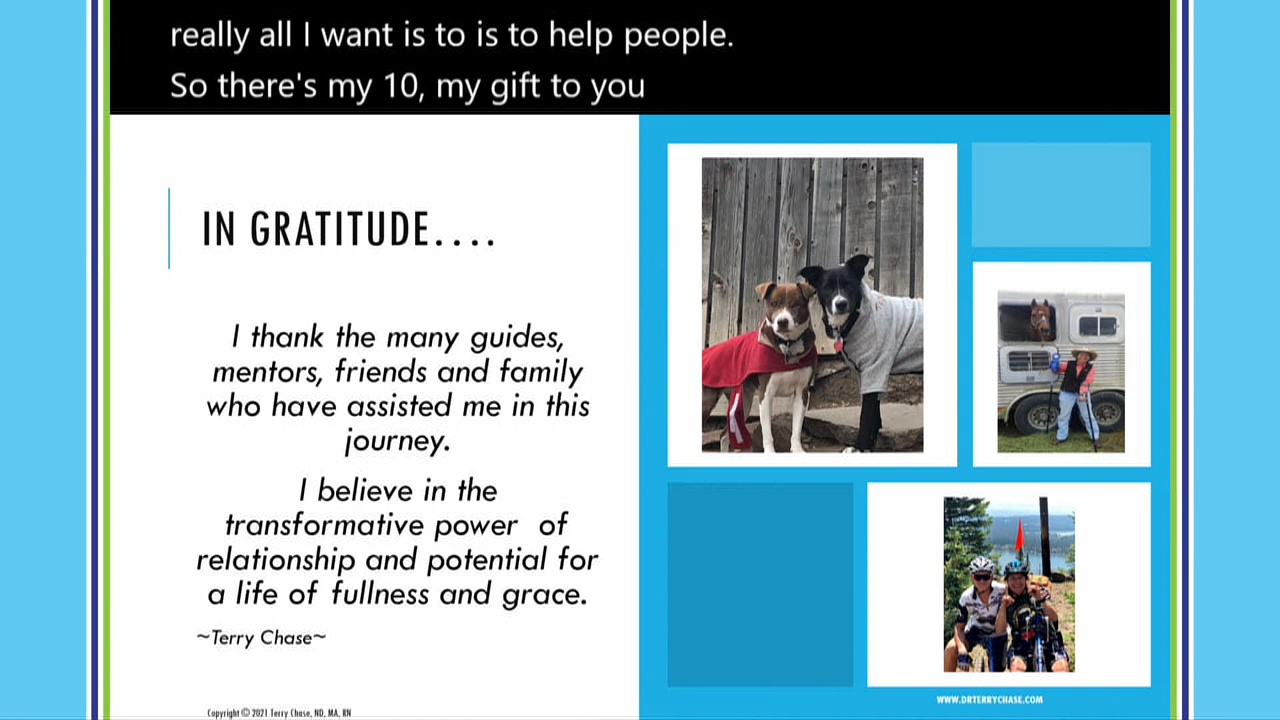 really all I want is to is to help people.
So there's my 10, my gift to you
IN GRATITUDE....
I thank the many guides,
mentors, friends and family
who have assisted me in this
journey.
I believe in the
transformative power of
relationship and potential for
a life of fullness and grace.
~Terry Chase~
Copyright © 2021 Terry Chase, ND, MA, RN
WWW.DRTERRYCHASE.COM